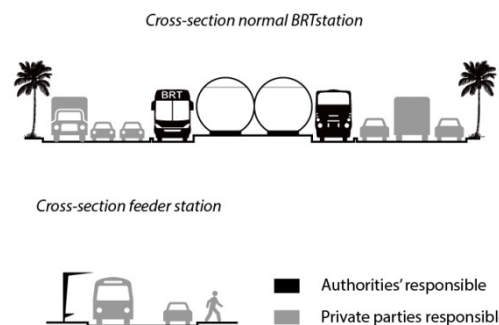 Cross-section normal BRTstation
BRT
Cross-section feeder station
Authorities' responsible
Private parties responsibl